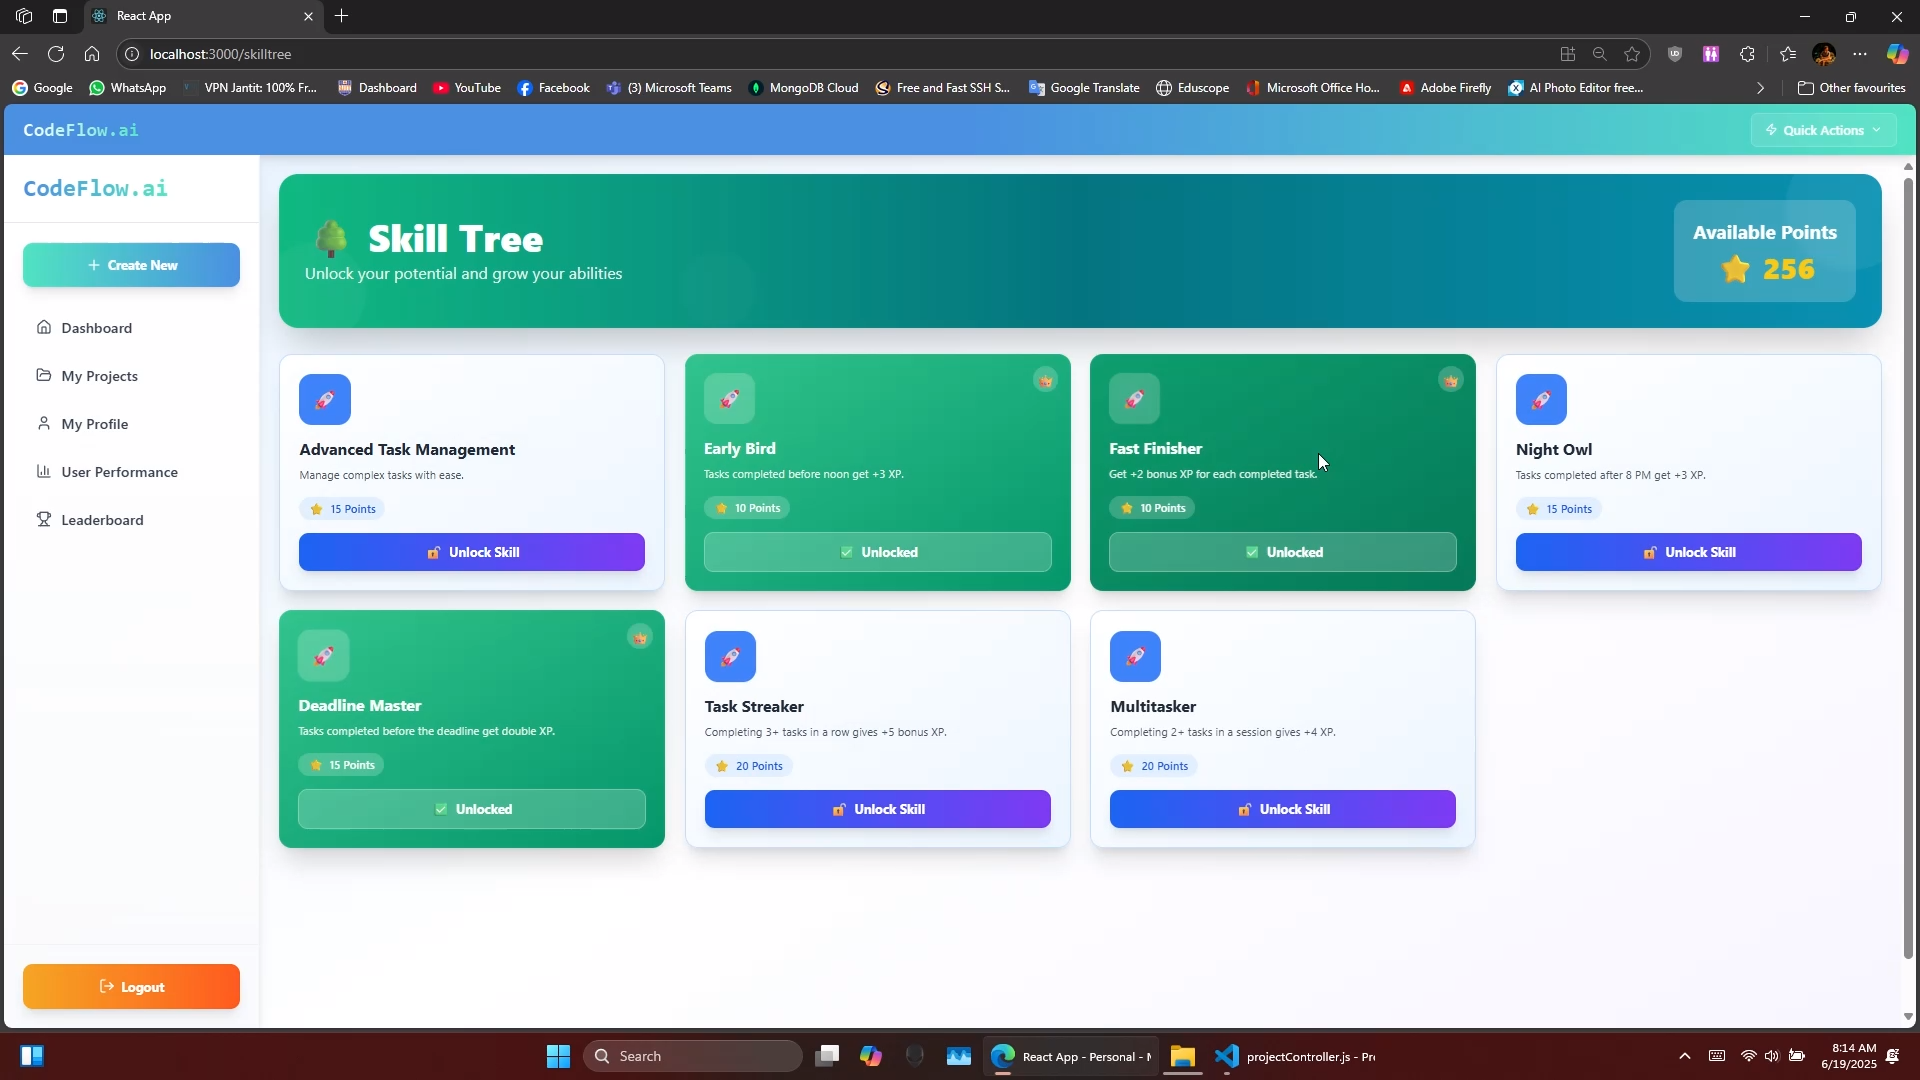 React App
localhost:3000/skilltree
Google
WhatsApp
VPN Jantit: 100% Fr...
Dashboard
YouTube
Facebook
(3) Microsoft Teams
MongoDB Cloud
Free and Fast SSH S...
Google Translate
Eduscope
Microsoft Office Ho...
Adobe Firefly
AI Photo Editor free...
Other favourites
CodeFlow.ai
Quick Actions
CodeFlow.ai
Create New
Dashboard
My Projects
My Profile
User Performance
Leaderboard
Logout
Skill Tree
Unlock your potential and grow your abilities
Available Points
256
Advanced Task Management
Manage complex tasks with ease.
15 Points
Unlock Skill
Early Bird
Tasks completed before noon get +3 XP.
10 Points
Unlocked
Fast Finisher
Get +2 bonus XP for each completed task.
10 Points
Unlocked
Night Owl
Tasks completed after 8 PM get +3 XP.
15 Points
Unlock Skill
Deadline Master
Tasks completed before the deadline get double XP.
15 Points
Unlocked
Task Streaker
Completing 3+ tasks in a row gives +5 bonus XP.
20 Points
Unlock Skill
Multitasker
Completing 2+ tasks in a session gives +4 XP.
20 Points
Unlock Skill
Search
React App - Personal - M
projectController.js - Pro
8:14 AM
6/19/2025